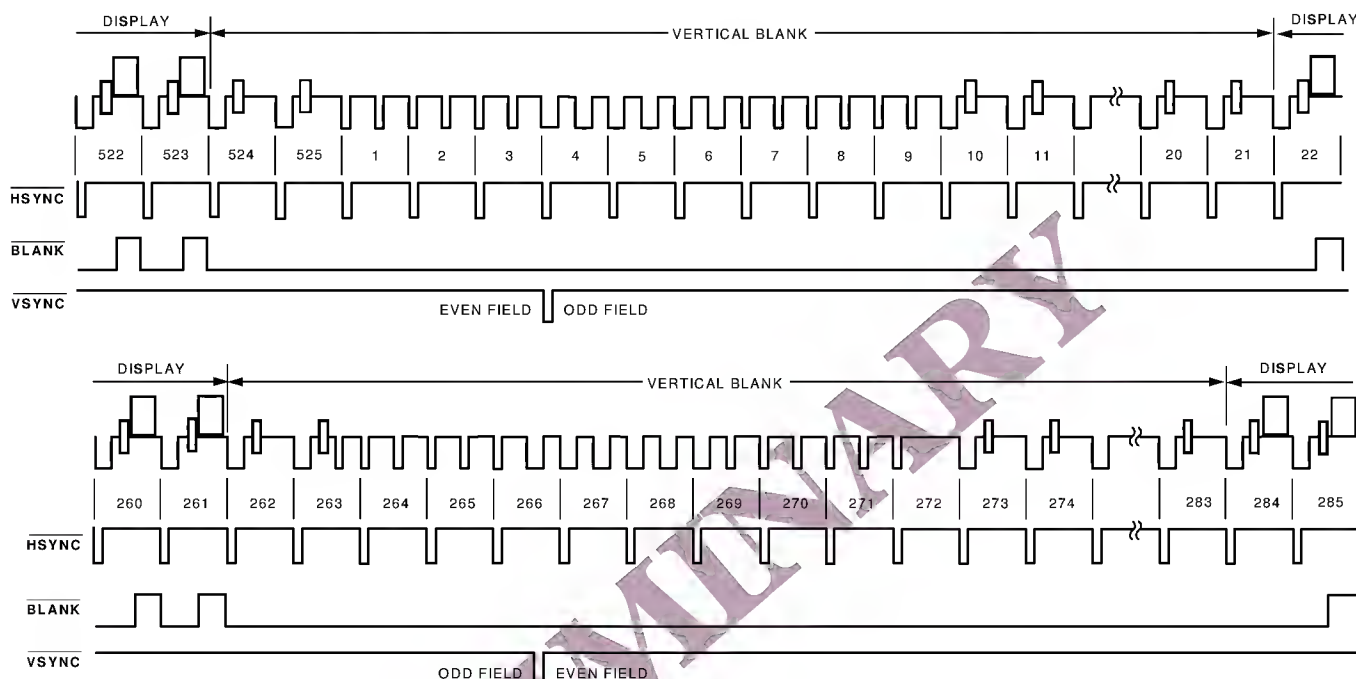 DISPLAY VERTICAL BLANK DISPLAY
522 523 524 525 1 2 3 4 5 6 7 8 9 10 11 20 21 22
HSYNC
BLANK
VSYNC
EVEN FIELD ODD FIELD
DISPLAY VERTICAL BLANK DISPLAY
260 261 262 263 264 265 266 267 268 269 270 271 272 273 274 283 284 285
HSYNC
BLANK
VSYNC
ODD FIELD EVEN FIELD
MINARY